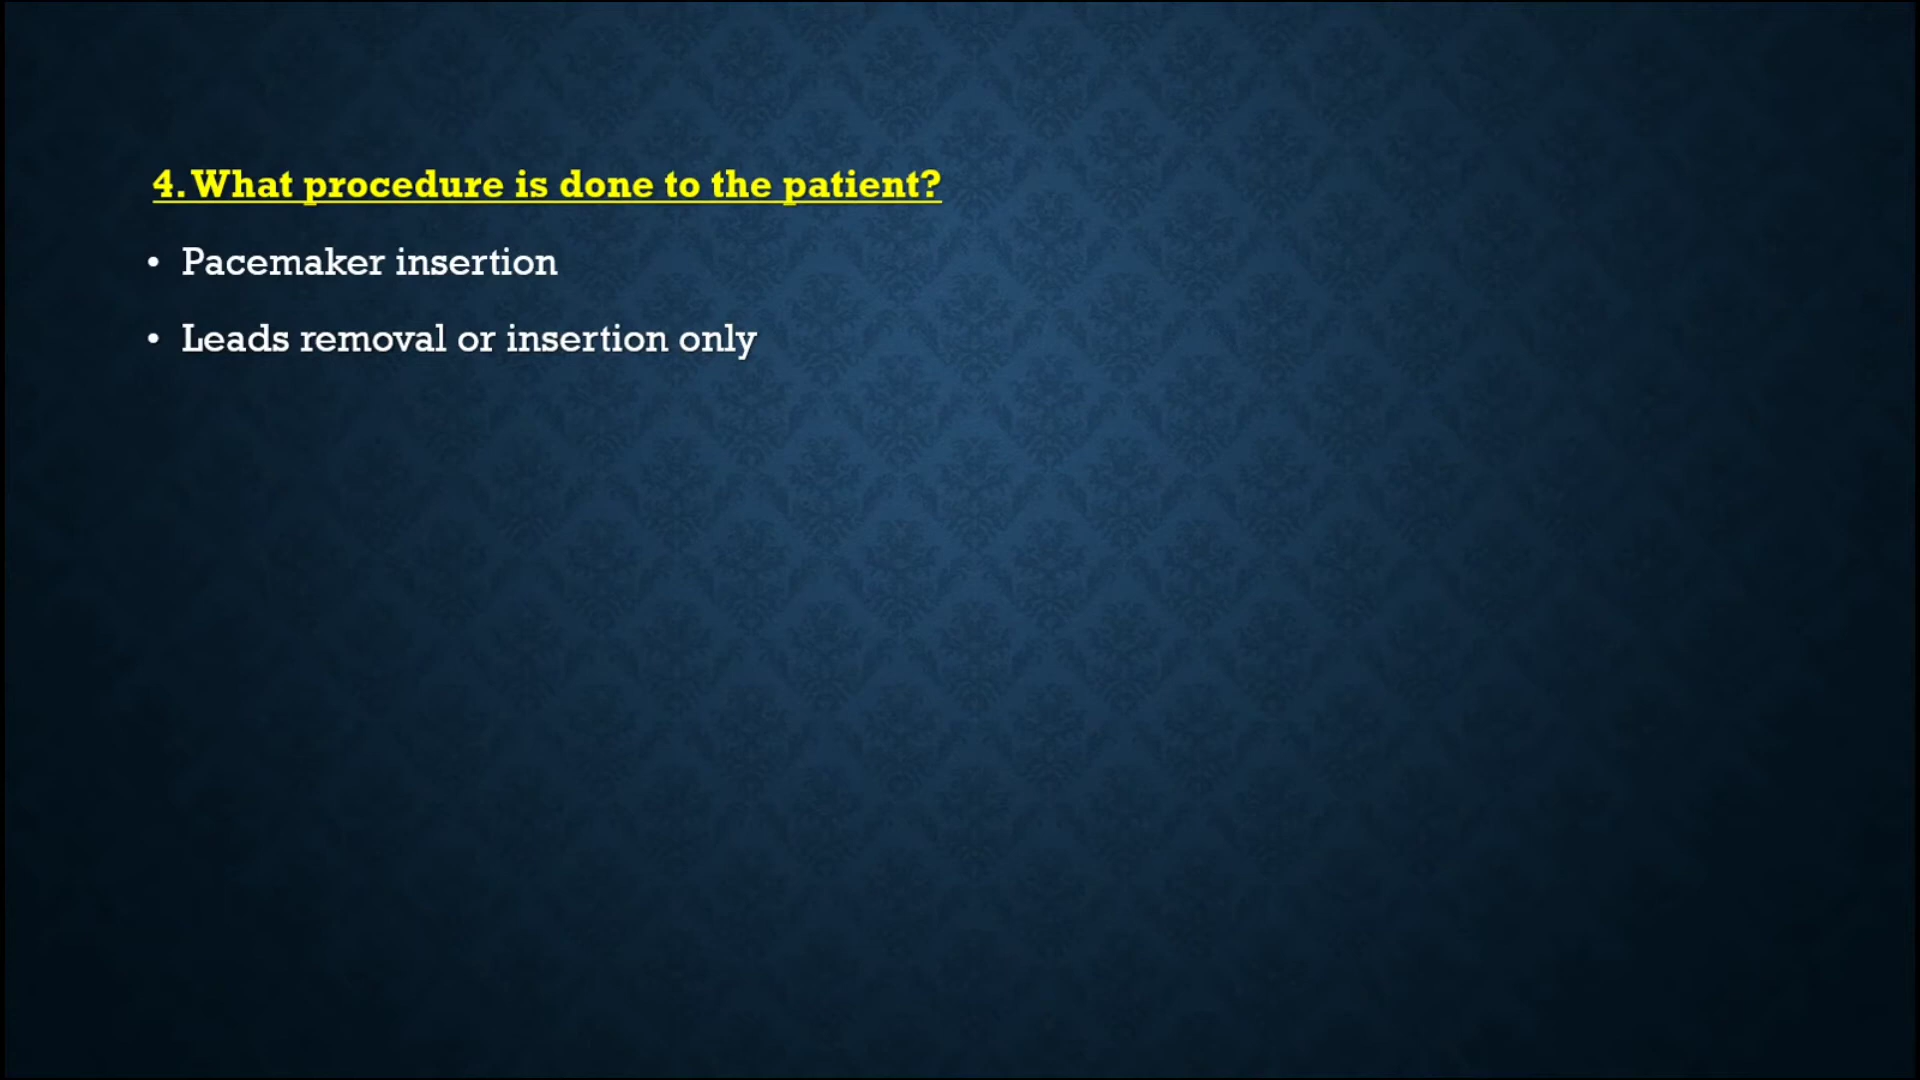 4. What procedure is done to the patient?
• Pacemaker insertion
• Leads removal or insertion only